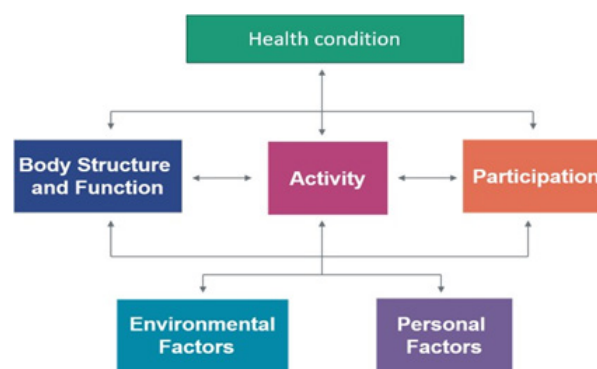 Health condition
Body Structure
and Function
Activity
Participation
Environmental
Factors
Personal
Factors